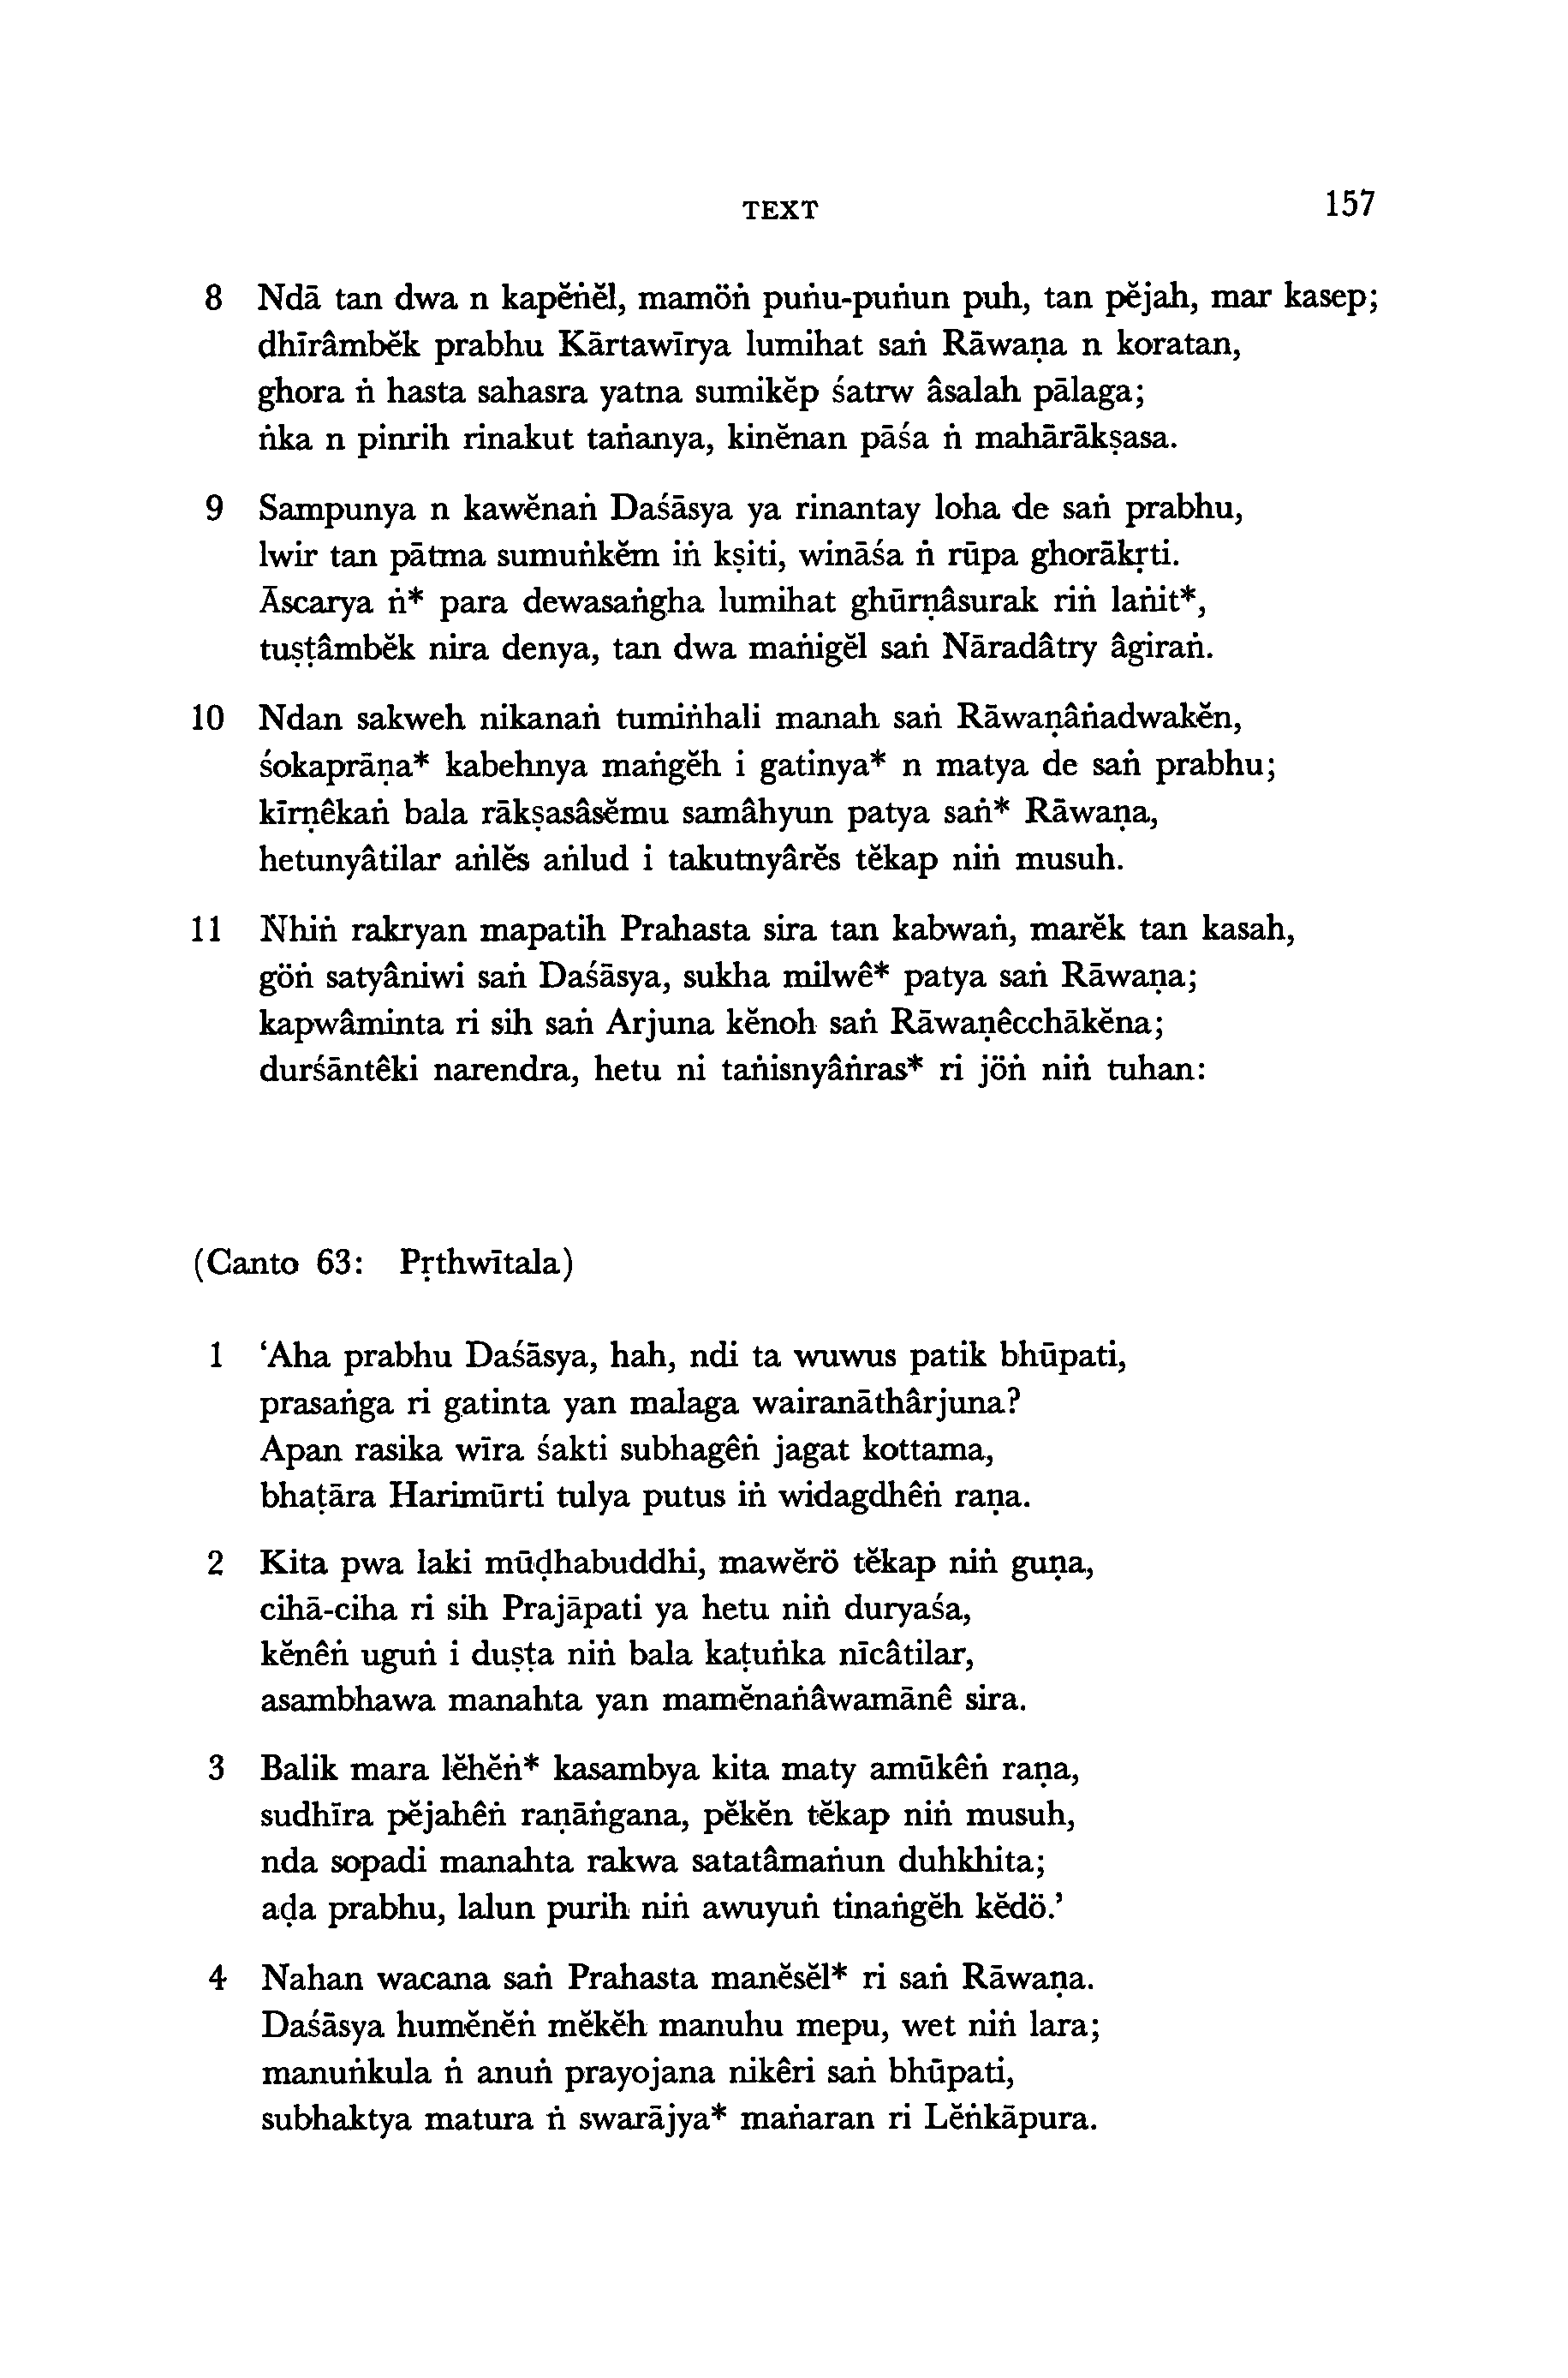 TEXT 157
8 Ndā tan dwa n kapĕṅĕl, mamöṅ puṅu-puṅun puh, tan pĕjah, mar kasep;
dhīrâmbĕk prabhu Kārtawīrya lumihat saṅ Rāwaṇa n koratan,
ghora ṅ hasta sahasra yatna sumikĕp śatrw âsalah pālaga;
ṅka n pinrih rinakut taṅanya, kinĕnan pāśa ṅ mahārākṣasa.
9 Sampunya n kawĕnaṅ Daśāsya ya rinantay loha de saṅ prabhu,
lwir tan pātma sumuṅkĕm iṅ kṣiti, wināśa ṅ rūpa ghorākṛti.
Āscarya ṅ* para dewasaṅgha lumihat ghūrṇâsurak riṅ laṅit*,
tuṣṭâmbĕk nira denya, tan dwa maṅigĕl saṅ Nāradâtry âgiraṅ.
10 Ndan sakweh nikanaṅ tumiṅhali manah saṅ Rāwaṇâṅadwakĕn,
śokaprāṇa* kabehnya maṅgĕh i gatinya* n matya de saṅ prabhu;
kīrṇêkaṅ bala rākṣasâsĕmu samâhyun patya saṅ* Rāwaṇa,
hetunyâtilar aṅlĕs aṅlud i takutnyârĕs tĕkap niṅ musuh.
11 Ṅhiṅ rakryan mapatih Prahasta sira tan kabwaṅ, marĕk tan kasah,
göṅ satyâniwi saṅ Daśāsya, sukha milwê* patya saṅ Rāwaṇa;
kapwâminta ri sih saṅ Arjuna kĕnoh saṅ Rāwaṇêcchākĕna;
durśāntêki narendra, hetu ni taṅisnyâṅras* ri jöṅ niṅ tuhan:
(Canto 63: Pṛthwītala)
1 ‘Aha prabhu Daśāsya, hah, ndi ta wuwus patik bhūpati,
prasaṅga ri gatinta yan malaga wairanāthârjuna?
Apan rasika wīra śakti subhagêṅ jagat kottama,
bhaṭāra Harimūrti tulya putus iṅ widagdhêṅ raṇa.
2 Kita pwa laki mūḍhabuddhi, mawĕrö tĕkap niṅ guṇa,
cihā-ciha ri sih Prajāpati ya hetu niṅ duryaśa,
kĕnêṅ uguṅ i duṣṭa niṅ bala kaṭuṅka nīcâtilar,
asambhawa manahta yan mamĕnaṅâwamānê sira.
3 Balik mara lĕhĕṅ* kasambya kita maty amūkêṅ raṇa,
sudhīra pĕjahêṅ raṇāṅgana, pĕkĕn tĕkap niṅ musuh,
nda sopadi manahta rakwa satatâmaṅun duhkhita;
aḍa prabhu, lalun purih niṅ awuyuṅ tinaṅgĕh kĕdö.’
4 Nahan wacana saṅ Prahasta manĕsĕl* ri saṅ Rāwaṇa.
Daśāsya humĕnĕṅ mĕkĕh manuhu mepu, wet niṅ lara;
manuṅkula ṅ anuṅ prayojana nikêri saṅ bhūpati,
subhaktya matura ṅ swarājya* maṅaran ri Lĕṅkāpura.